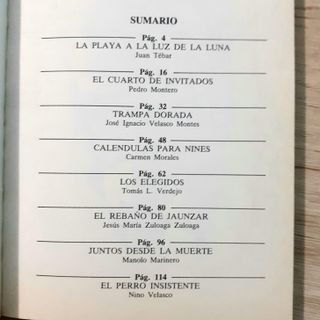 SUMARIO
Pág. 4
LA PLAYA A LA LUZ DE LA LUNA
Juan Tébar
Pág. 16
EL CUARTO DE INVITADOS
Pedro Montero
Pág. 32
TRAMPA DORADA
José Ignacio Velasco Montes
Pág. 48
CALENDULAS PARA NINES
Carmen Morales
Pág. 62
LOS ELEGIDOS
Tomás L. Verdejo
Pág. 80
EL REBAÑO DE JAUNZAR
Jesús María Zuloaga Zuloaga
Pág. 96
JUNTOS DESDE LA MUERTE
Manolo Marinero
Pág. 114
EL PERRO INSISTENTE
Nino Velasco